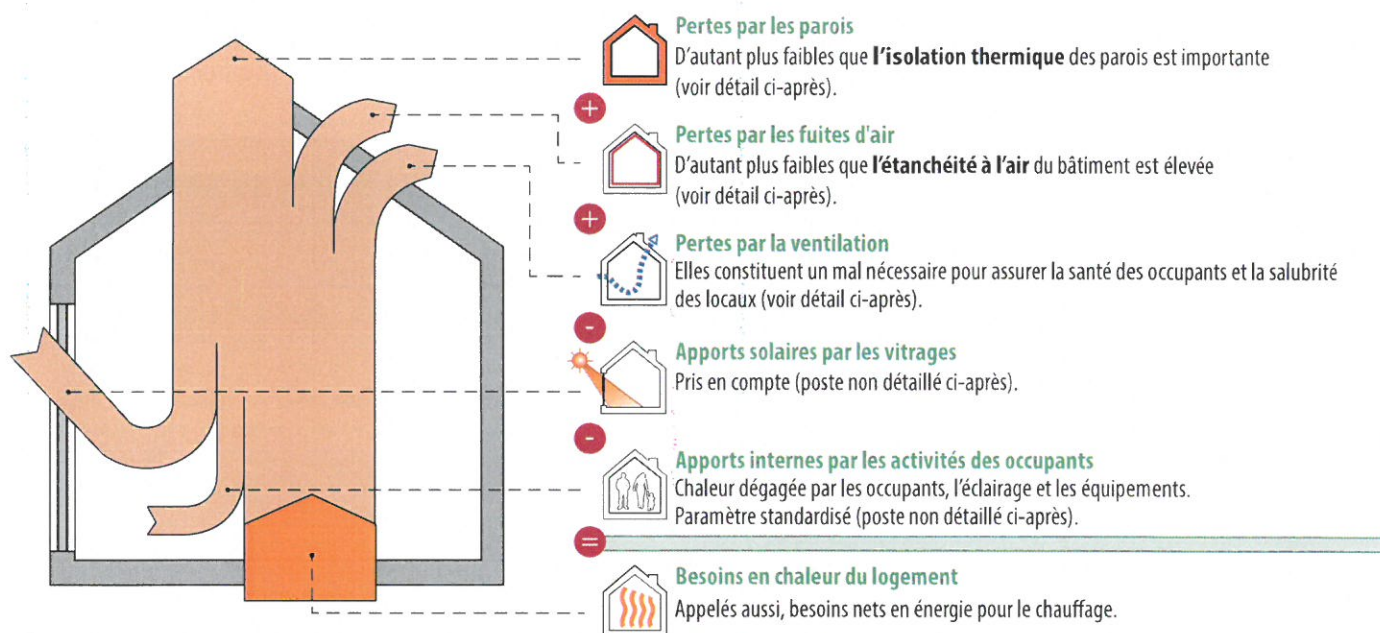 Pertes par les parois
D'autant plus faibles que l'isolation thermique des parois est importante
(voir détail ci-après).
+
Pertes par les fuites d'air
D'autant plus faibles que l'étanchéité à l'air du bâtiment est élevée
(voir détail ci-après).
+
Pertes par la ventilation
Elles constituent un mal nécessaire pour assurer la santé des occupants et la salubrité
des locaux (voir détail ci-après).
-
Apports solaires par les vitrages
Pris en compte (poste non détaillé ci-après).
-
Apports internes par les activités des occupants
Chaleur dégagée par les occupants, l'éclairage et les équipements.
Paramètre standardisé (poste non détaillé ci-après).
=
Besoins en chaleur du logement
Appelés aussi, besoins nets en énergie pour le chauffage.